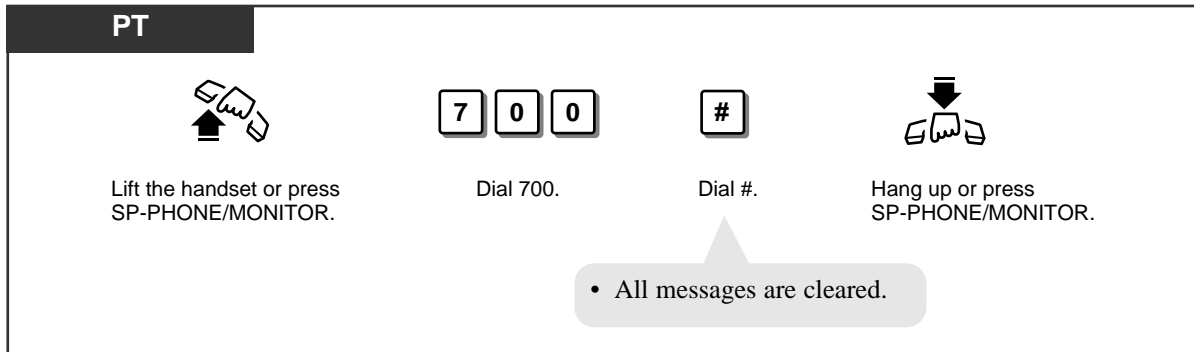 PT
7 0 0 #
Lift the handset or press
SP-PHONE/MONITOR.
Dial 700.
Dial #.
Hang up or press
SP-PHONE/MONITOR.
• All messages are cleared.